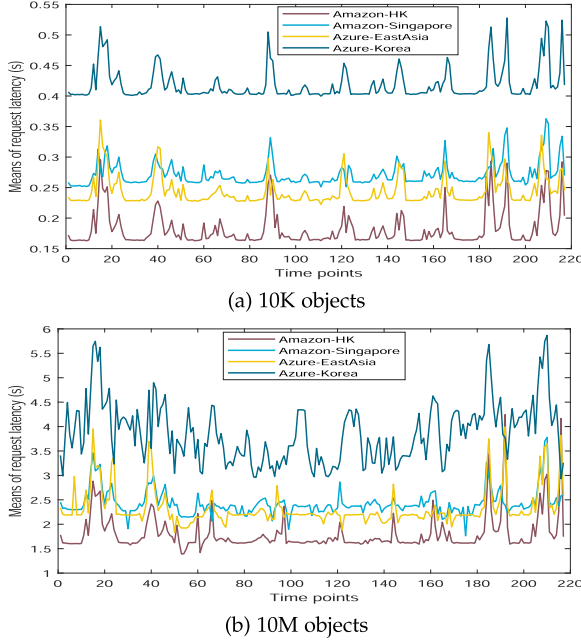 0.55
0.5
0.45
0.4
0.35
0.3
0.25
0.2
0.15
Means of request latency (s)
Amazon-HK
Amazon-Singapore
Azure-EastAsia
Azure-Korea
0 20 40 60 80 100 120 140 160 180 200 220
Time points
(a) 10K objects
6
5.5
5
4.5
4
3.5
3
2.5
2
1.5
1
Means of request latency (s)
Amazon-HK
Amazon-Singapore
Azure-EastAsia
Azure-Korea
0 20 40 60 80 100 120 140 160 180 200 220
Time points
(b) 10M objects